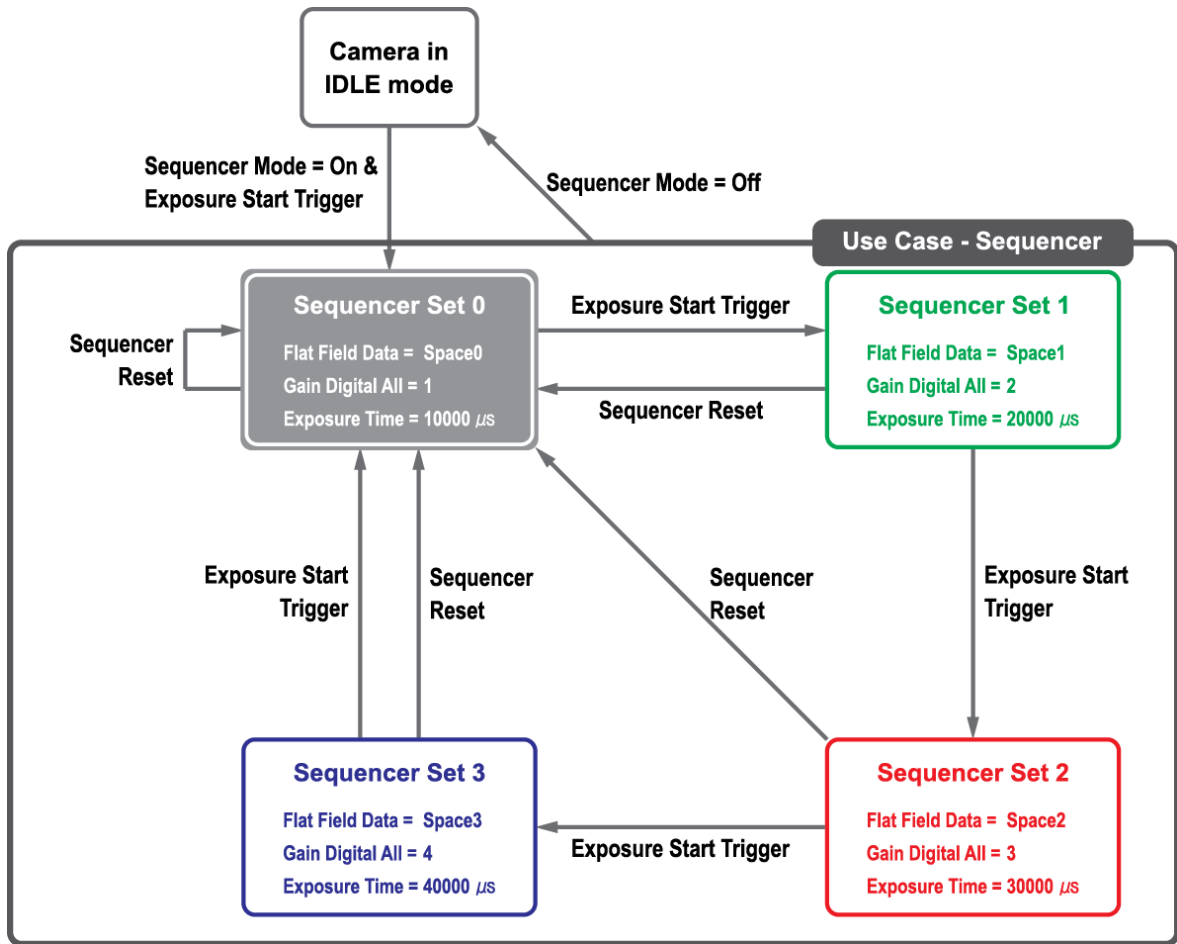 Camera in
IDLE mode
Sequencer Mode = On &
Exposure Start Trigger
Sequencer Mode = Off
Use Case - Sequencer
Sequencer Set 0
Flat Field Data = Space0
Gain Digital All = 1
Exposure Time = 10000 µs
Sequencer
Reset
Exposure Start Trigger
Sequencer Reset
Sequencer Set 1
Flat Field Data = Space1
Gain Digital All = 2
Exposure Time = 20000 µs
Exposure Start
Trigger
Sequencer
Reset
Sequencer
Reset
Exposure Start
Trigger
Sequencer Set 3
Flat Field Data = Space3
Gain Digital All = 4
Exposure Time = 40000 µs
Exposure Start Trigger
Sequencer Set 2
Flat Field Data = Space2
Gain Digital All = 3
Exposure Time = 30000 µs